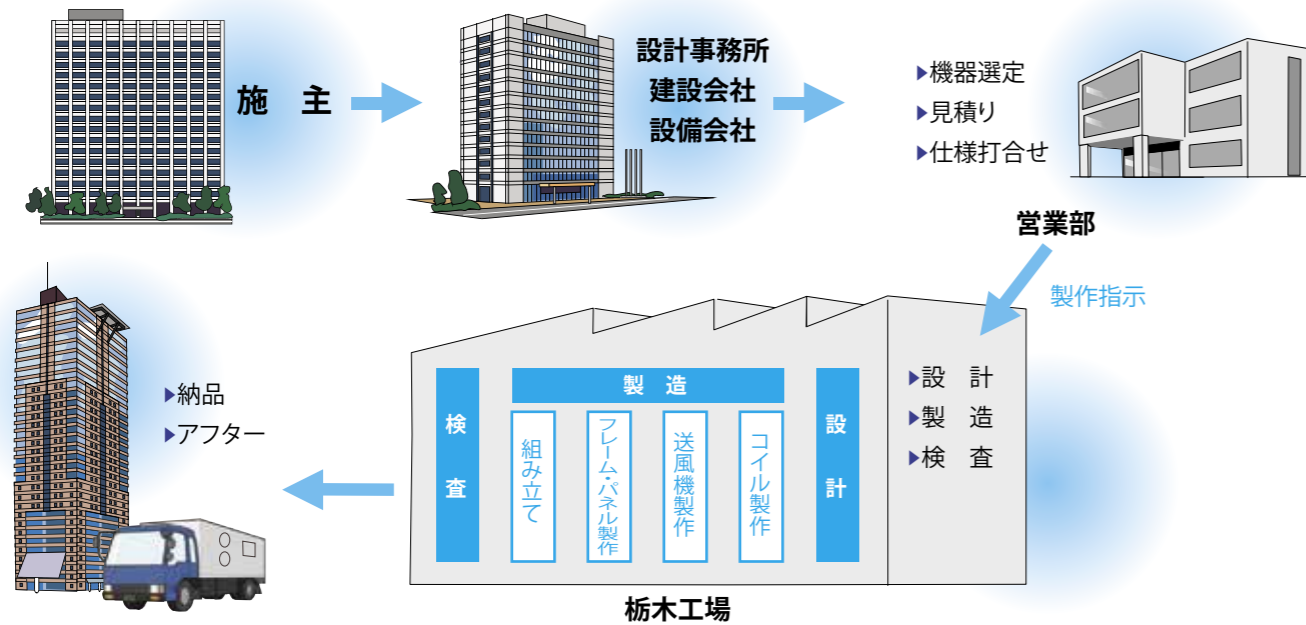 施 主
設計事務所
建設会社
設備会社
▶機器選定
▶見積り
▶仕様打合せ
営業部
製作指示
▶設 計
▶製 造
▶検 査
設計
製 造
コイル製作
送風機製作
フレーム・パネル製作
組み立て
検査
栃木工場
▶納品
▶アフター